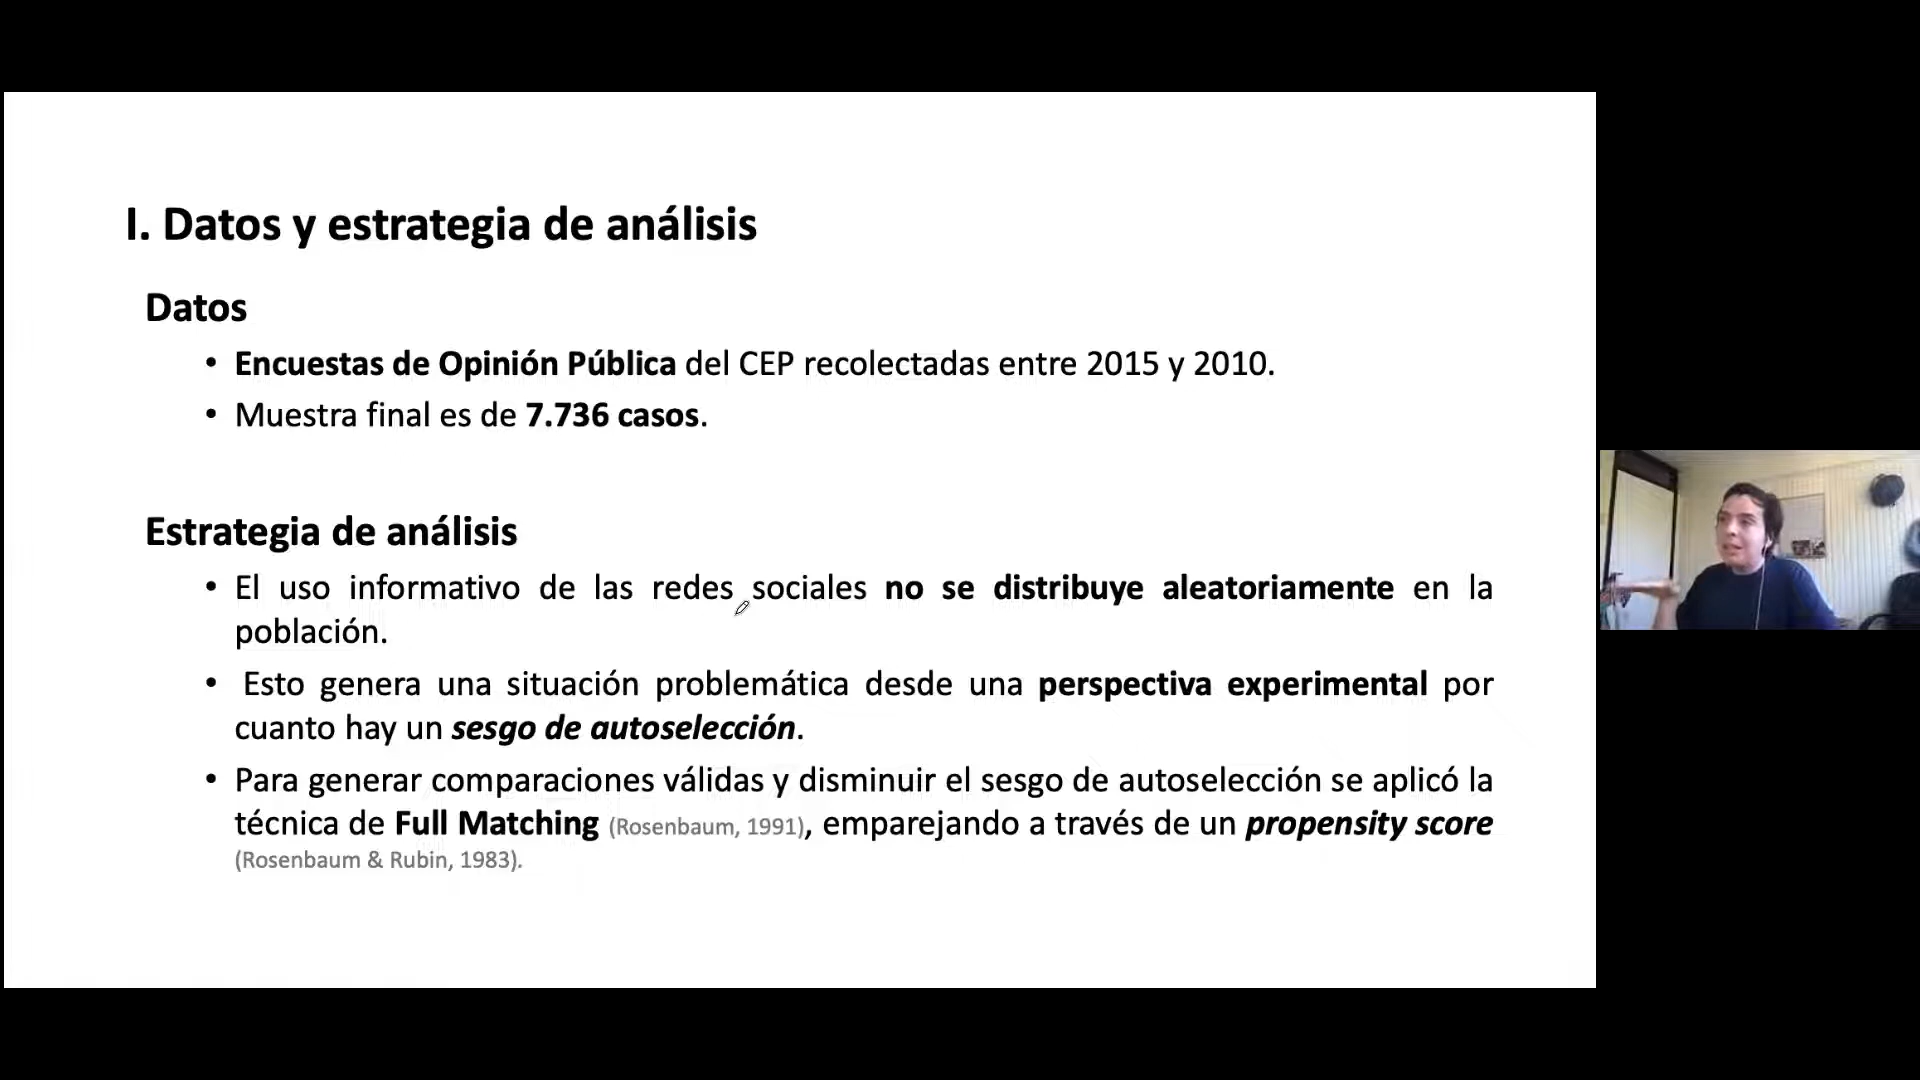 I. Datos y estrategia de análisis
Datos
• Encuestas de Opinión Pública del CEP recolectadas entre 2015 y 2010.
• Muestra final es de 7.736 casos.
Estrategia de análisis
• El uso informativo de las redes sociales no se distribuye aleatoriamente en la
población.
• Esto genera una situación problemática desde una perspectiva experimental por
cuanto hay un sesgo de autoselección.
• Para generar comparaciones válidas y disminuir el sesgo de autoselección se aplicó la
técnica de Full Matching (Rosenbaum, 1991), emparejando a través de un propensity score
(Rosenbaum & Rubin, 1983).